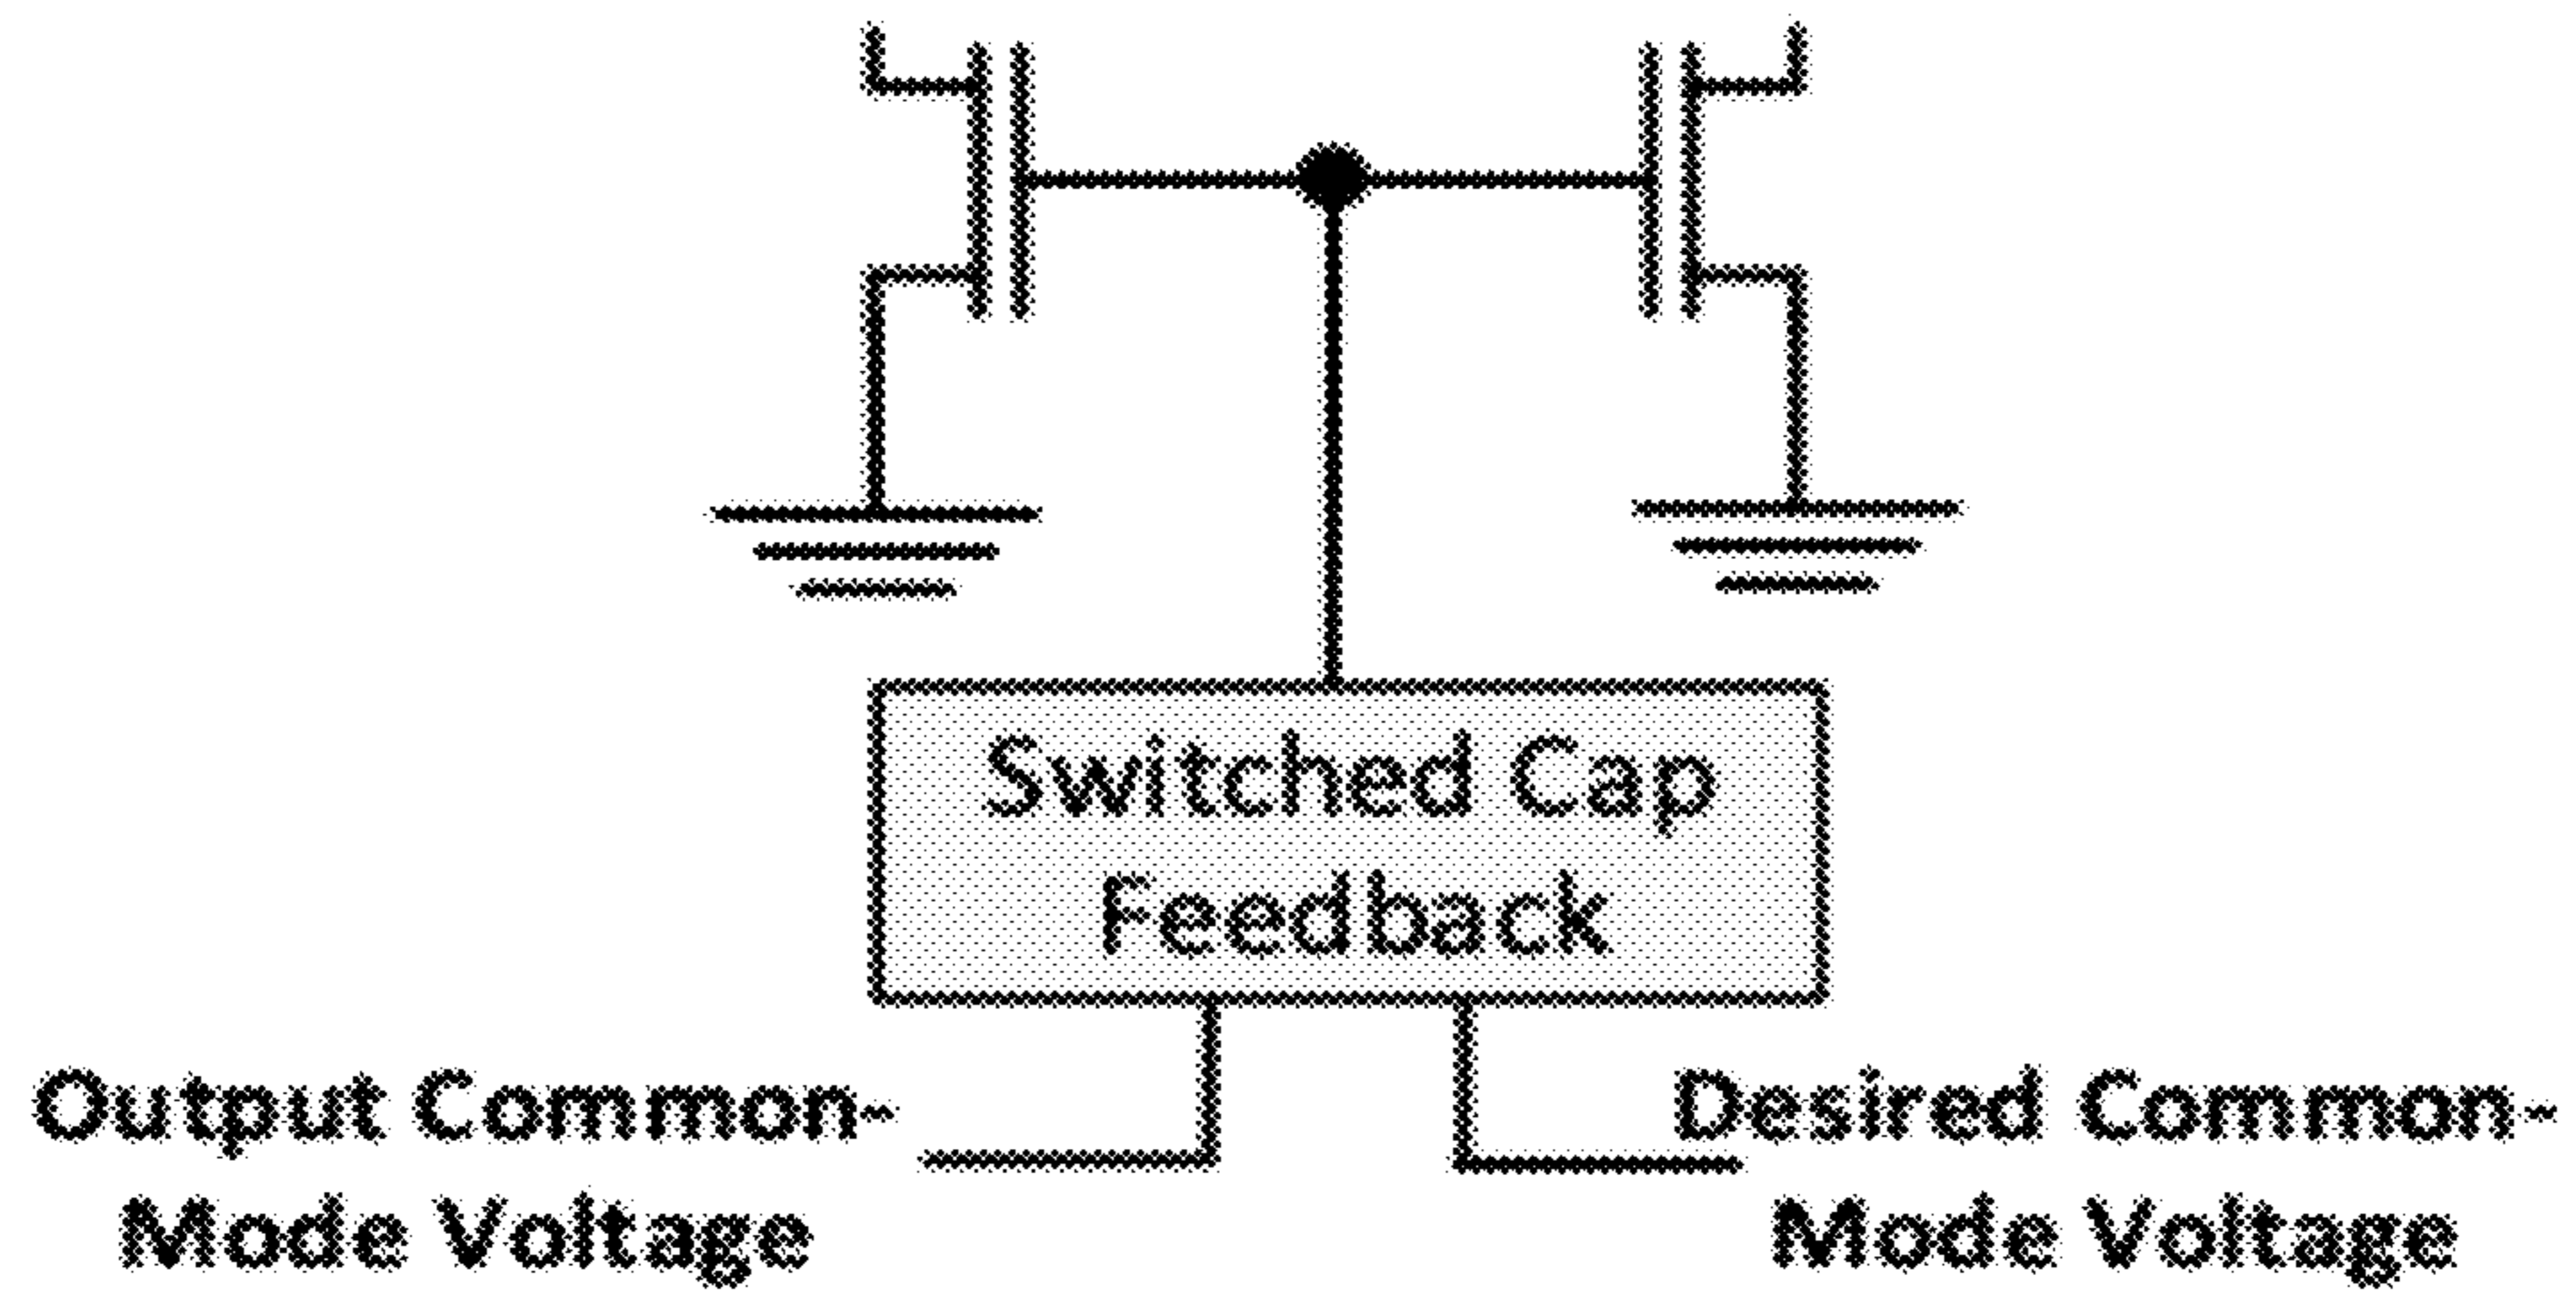 Switched Cap
Feedback
Output Common-
Mode Voltage
Desired Common-
Mode Voltage